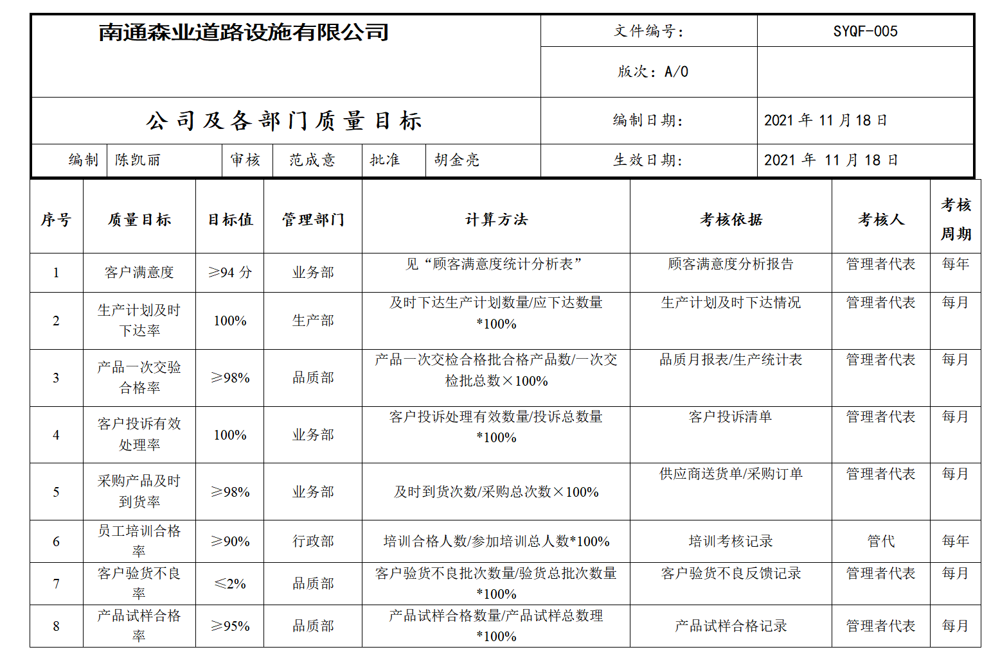 南通森业道路设施有限公司
文件编号：
SYQF-005
版次：A/0
公司及各部门质量目标
编制日期：
2021 年 11 月 18 日
编制 陈凯丽 审核 范成意 批准 胡金亮
生效日期：
2021 年 11 月 18 日
序号 质量目标 目标值 管理部门 计算方法 考核依据 考核人 考核
周期
1 客户满意度 ≥94 分 业务部 见“顾客满意度统计分析表” 顾客满意度分析报告 管理者代表 每年
2 生产计划及时
下达率 100% 生产部 及时下达生产计划数量/应下达数量
*100% 生产计划及时下达情况 管理者代表 每月
3 产品一次交验
合格率 ≥98% 品质部 产品一次交检合格批合格产品数/一次交
检批总数×100% 品质月报表/生产统计表 管理者代表 每月
4 客户投诉有效
处理率 100% 业务部 客户投诉处理有效数量/投诉总数量
*100% 客户投诉清单 管理者代表 每月
5 采购产品及时
到货率 ≥98% 业务部 及时到货次数/采购总次数×100% 供应商送货单/采购订单 管理者代表 每月
6 员工培训合格
率 ≥90% 行政部 培训合格人数/参加培训总人数*100% 培训考核记录 管代 每年
7 客户验货不良
率 ≤2% 品质部 客户验货不良批次数量/验货总批次数量
*100% 客户验货不良反馈记录 管理者代表 每月
8 产品试样合格
率 ≥95% 品质部 产品试样合格数量/产品试样总数理
*100% 产品试样合格记录 管理者代表 每月